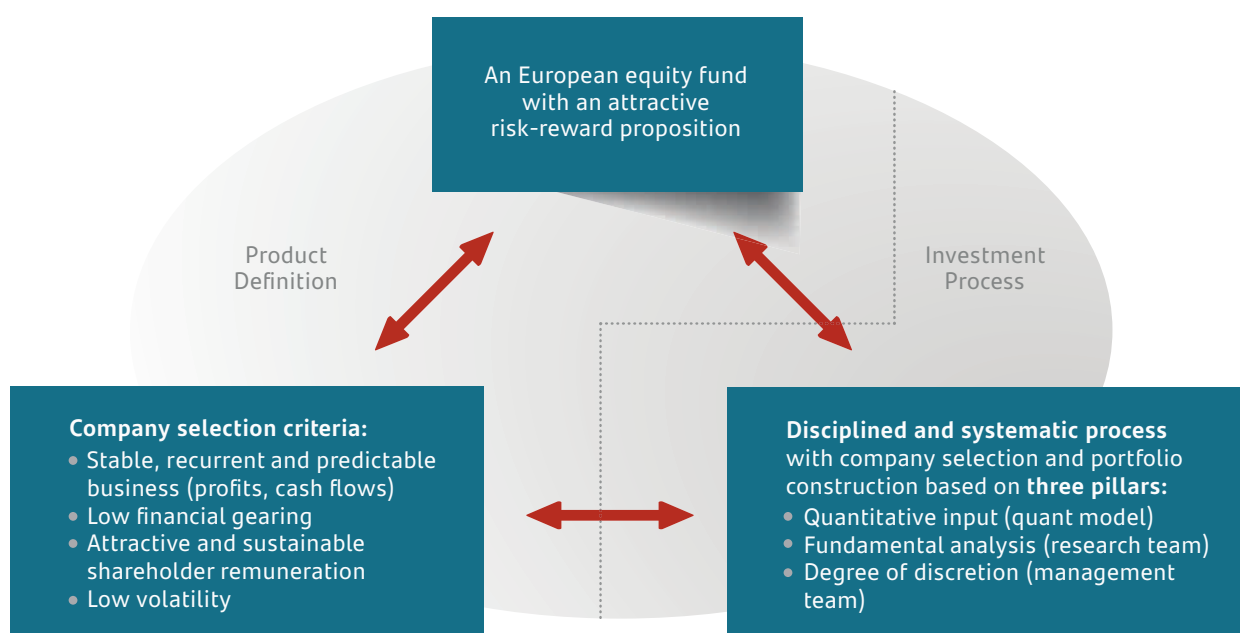 An European equity fund
with an attractive
risk-reward proposition
Product
Definition
Investment
Process
Company selection criteria:
• Stable, recurrent and predictable
business (profits, cash flows)
• Low financial gearing
• Attractive and sustainable
shareholder remuneration
• Low volatility
Disciplined and systematic process
with company selection and portfolio
construction based on three pillars:
• Quantitative input (quant model)
• Fundamental analysis (research team)
• Degree of discretion (management
team)